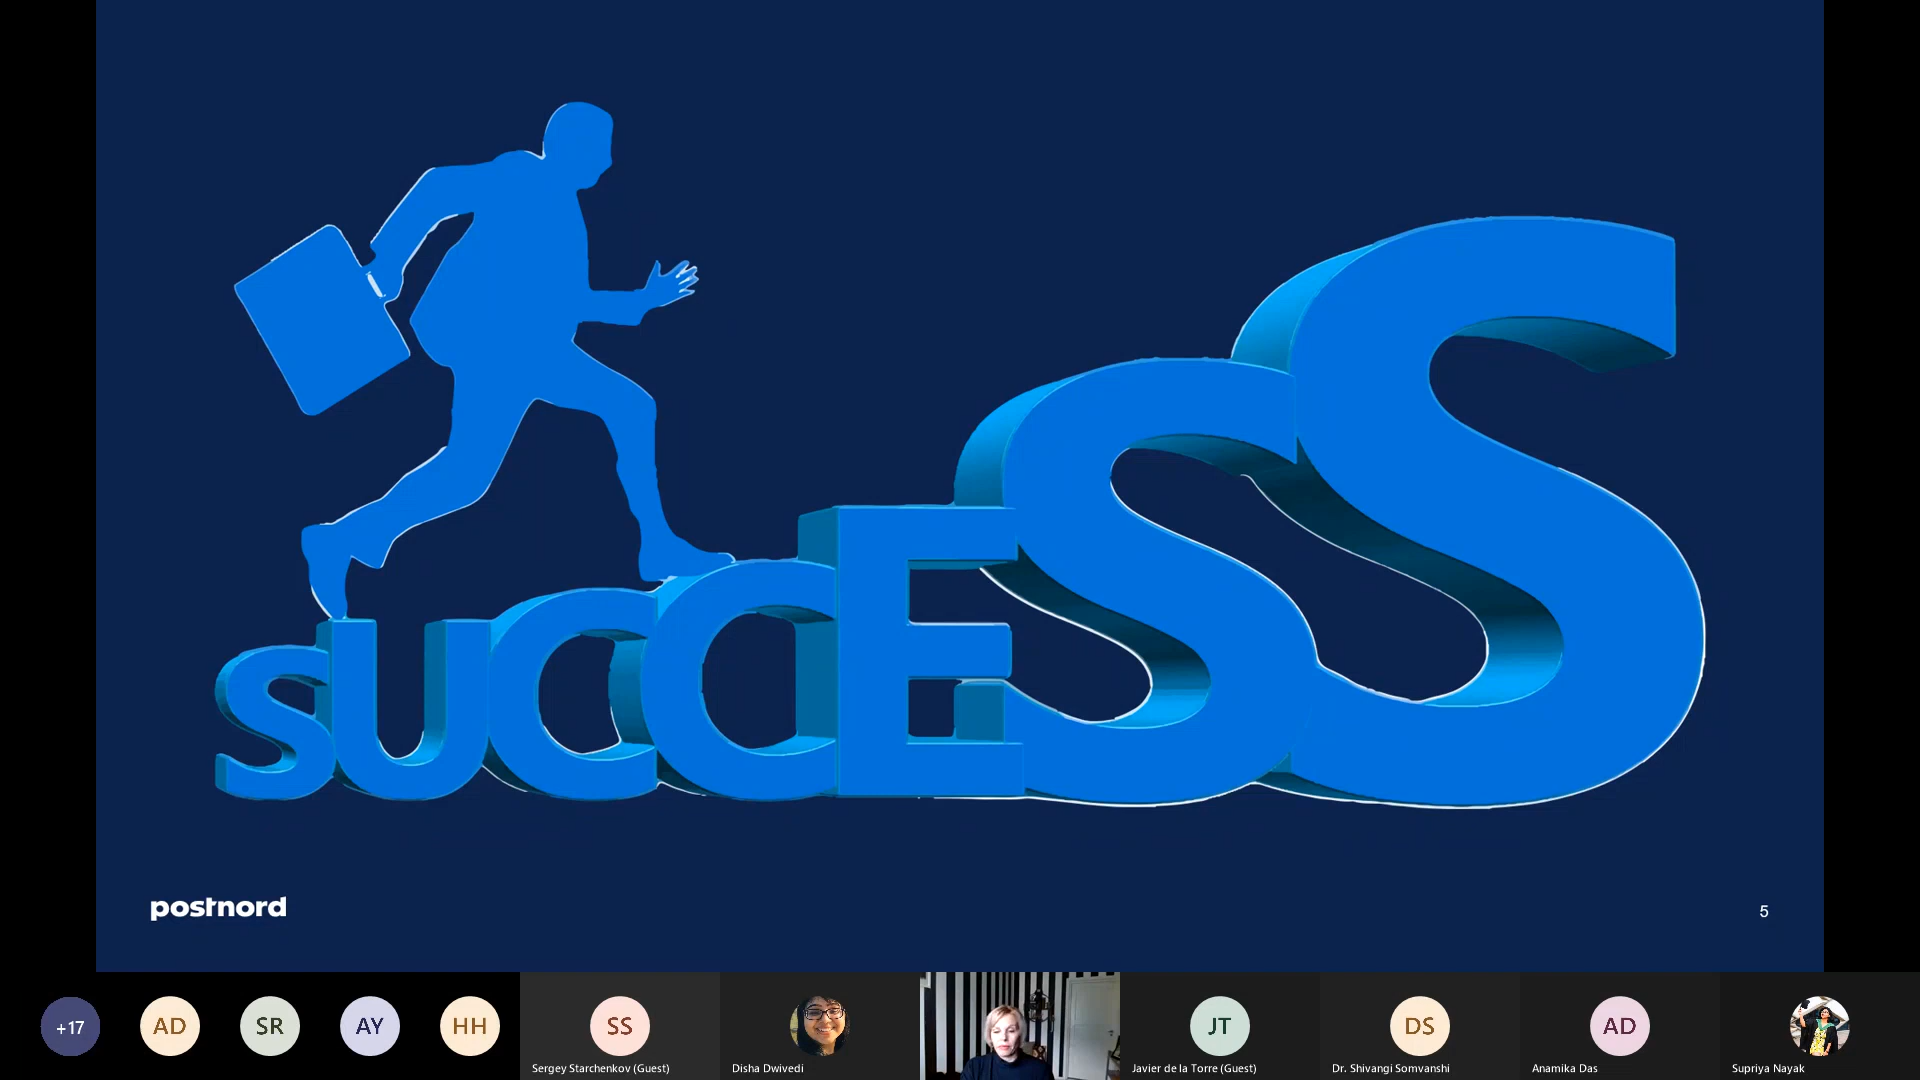 SUCCESS
postnord
5
+17
AD
SR
AY
HH
SS
JT
DS
AD
Sergey Starchenkov (Guest)
Disha Dwivedi
Javier de la Torre (Guest)
Dr. Shivangi Somvanshi
Anamika Das
Supriya Nayak